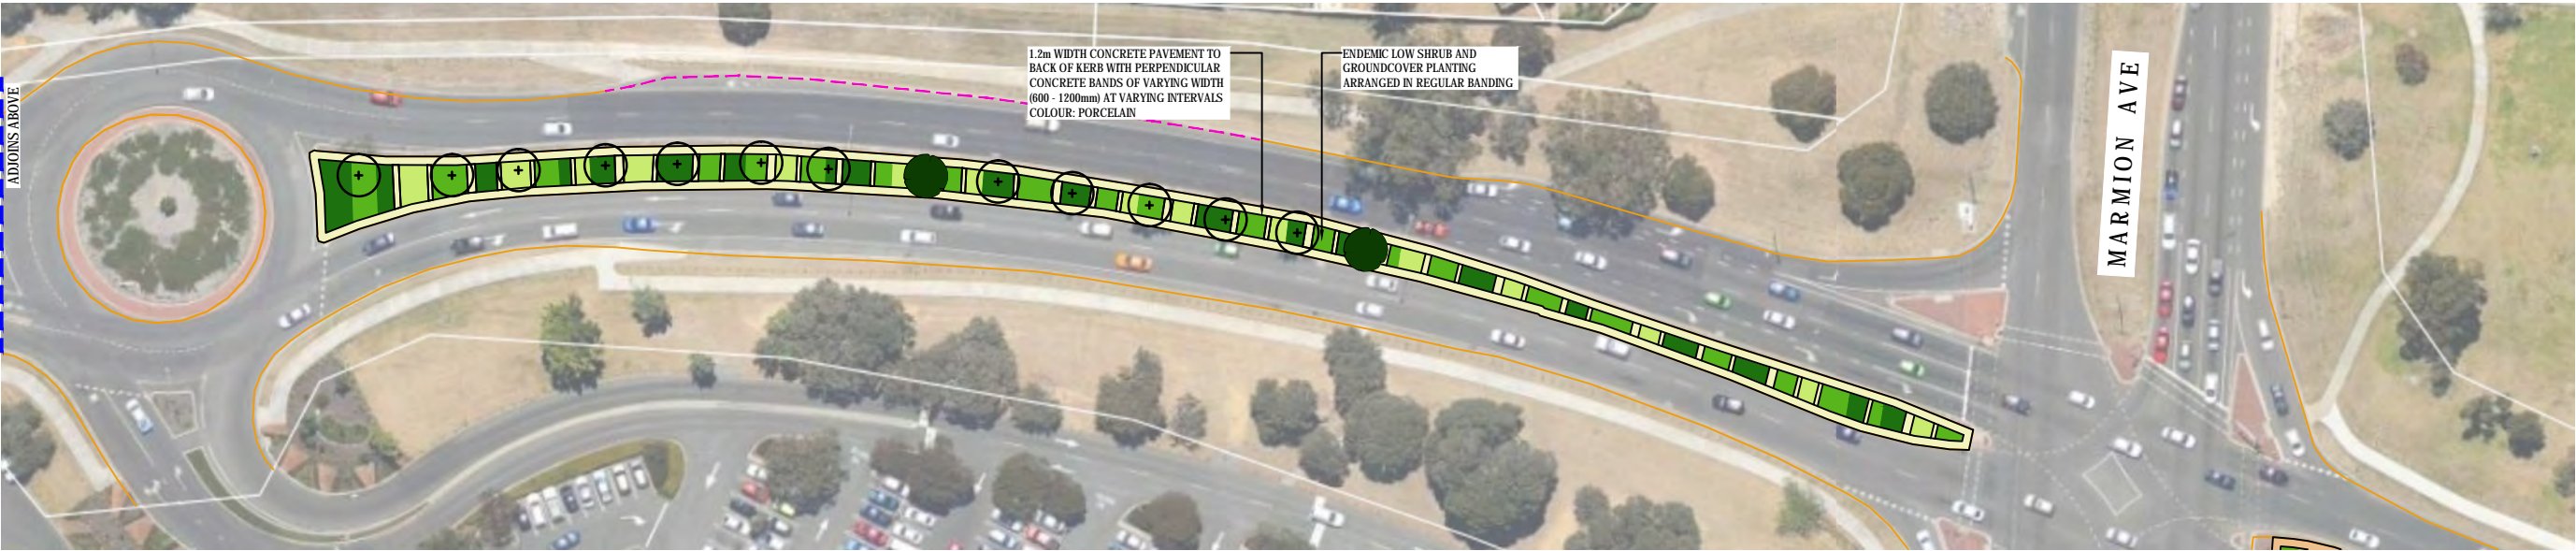 ADJOINS ABOVE
1.2m WIDTH CONCRETE PAVEMENT TO
BACK OF KERB WITH PERPENDICULAR
CONCRETE BANDS OF VARYING WIDTH
(600 - 1200mm) AT VARYING INTERVALS
COLOUR: PORCELAIN
ENDEMIC LOW SHRUB AND
GROUNDCOVER PLANTING
ARRANGED IN REGULAR BANDING
MARMION AVE